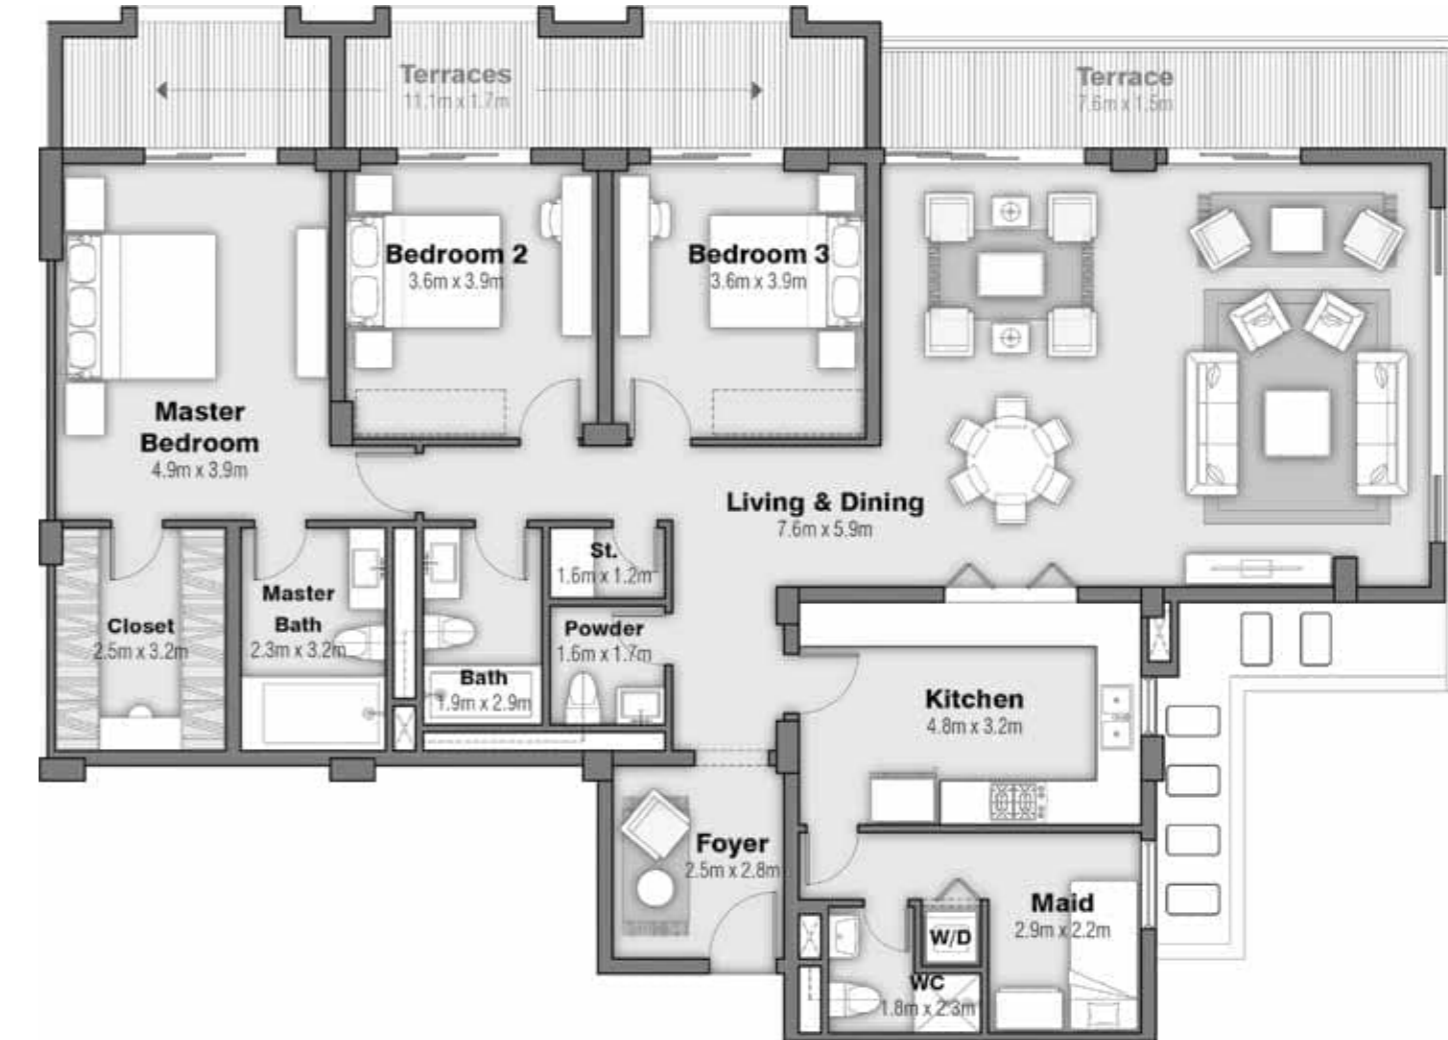 Terraces
11.1m x 1.7m
Terrace
7.6m x 1.5m
Bedroom 2
3.6m x 3.9m
Bedroom 3
3.6m x 3.9m
Master
Bedroom
4.9m x 3.9m
Living & Dining
7.6m x 5.9m
Closet
2.5m x 3.2m
Master
Bath
2.3m x 3.2m
Bath
1.9m x 2.9m
St.
1.6m x 1.2m
Powder
1.6m x 1.7m
Kitchen
4.8m x 3.2m
Foyer
2.5m x 2.8m
Maid
2.9m x 2.2m
W/D
WC
1.8m x 2.3m